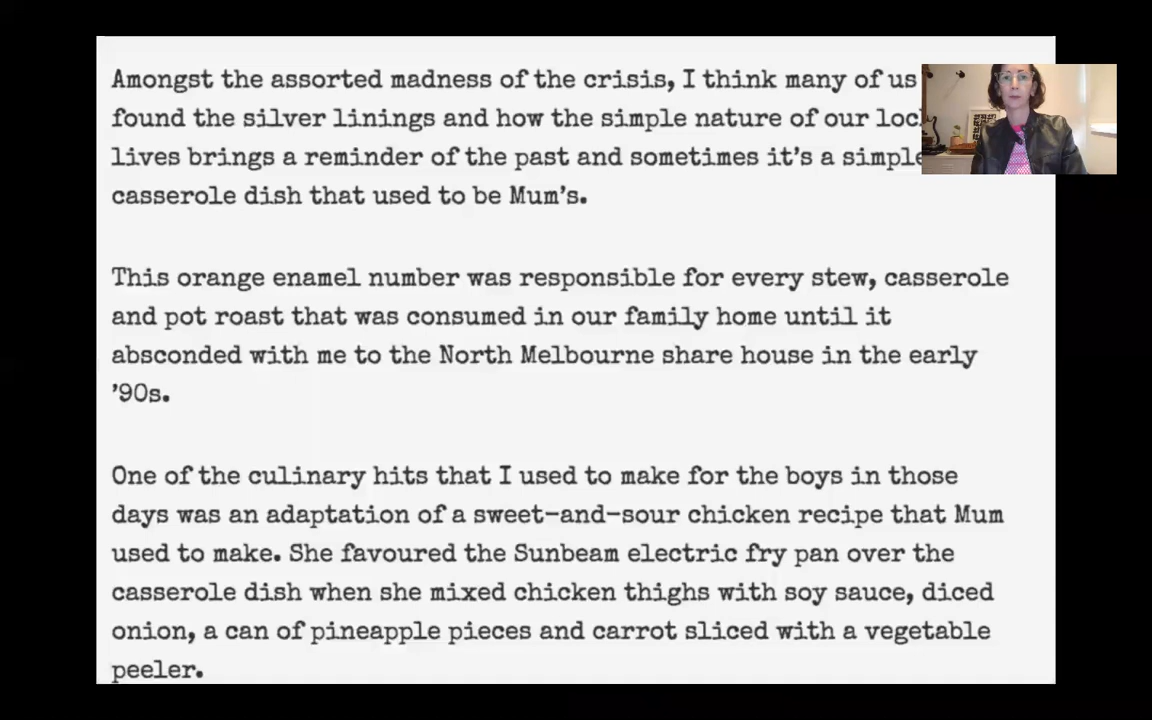 Amongst the assorted madness of the crisis, I think many of us
found the silver linings and how the simple nature of our
lives brings a reminder of the past and sometimes it’s a simple
casserole dish that used to be Mum’s.
This orange enamel number was responsible for every stew, casserole
and pot roast that was consumed in our family home until it
absconded with me to the North Melbourne share house in the early
’90s.
One of the culinary hits that I used to make for the boys in those
days was an adaptation of a sweet-and-sour chicken recipe that Mum
used to make. She favoured the Sunbeam electric fry pan over the
casserole dish when she mixed chicken thighs with soy sauce, diced
onion, a can of pineapple pieces and carrot sliced with a vegetable
peeler.